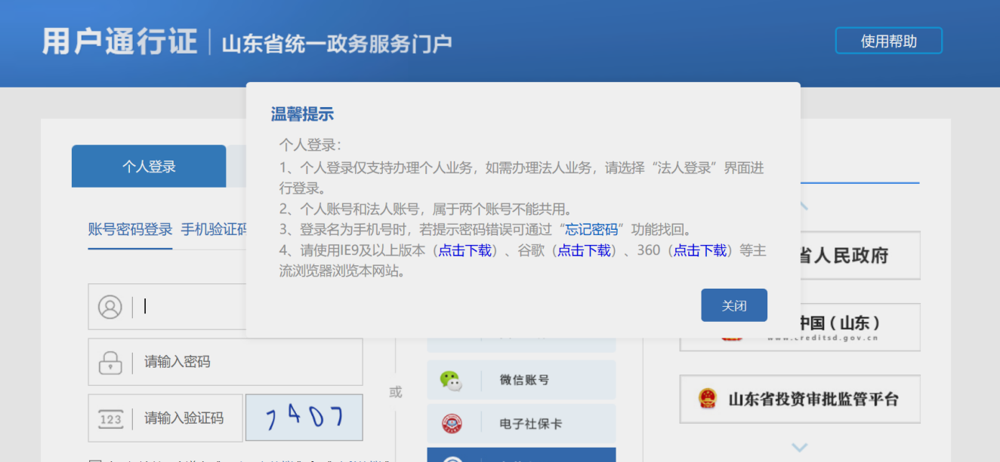 用户通行证
山东省统一政务服务门户
使用帮助
温馨提示
个人登录：
1、个人登录仅支持办理个人业务，如需办理法人业务，请选择“法人登录”界面进
行登录。
2、个人账号和法人账号，属于两个账号不能共用。
3、登录名为手机号时，若提示密码错误可通过“忘记密码”功能找回。
4、请使用IE9及以上版本（点击下载）、谷歌（点击下载）、360（点击下载）等主
流浏览器浏览本网站。
关闭
个人登录
账号密码登录 手机验证码
请输入密码
123 请输入验证码
7407
或
微信账号
电子社保卡
省人民政府
中国（山东）
www.creditsd.gov.cn
山东省投资审批监管平台